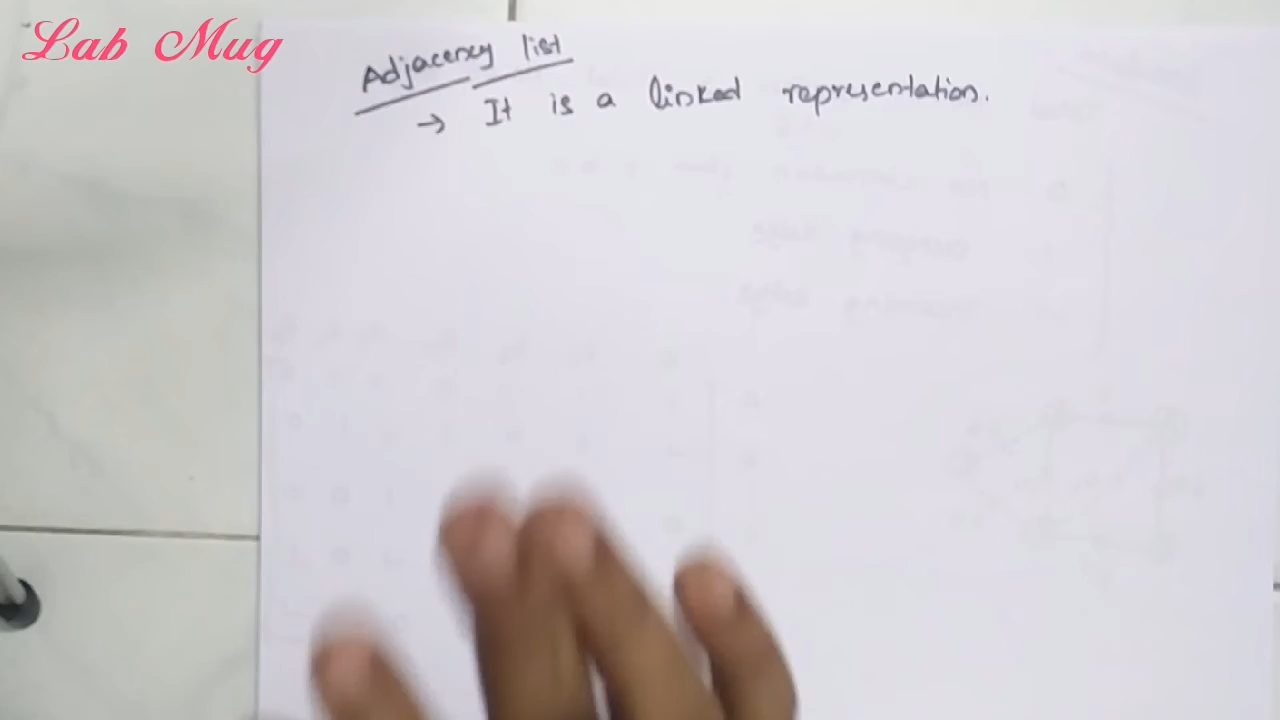 Lab Mug
Adjacency list
→ It is a linked representation.